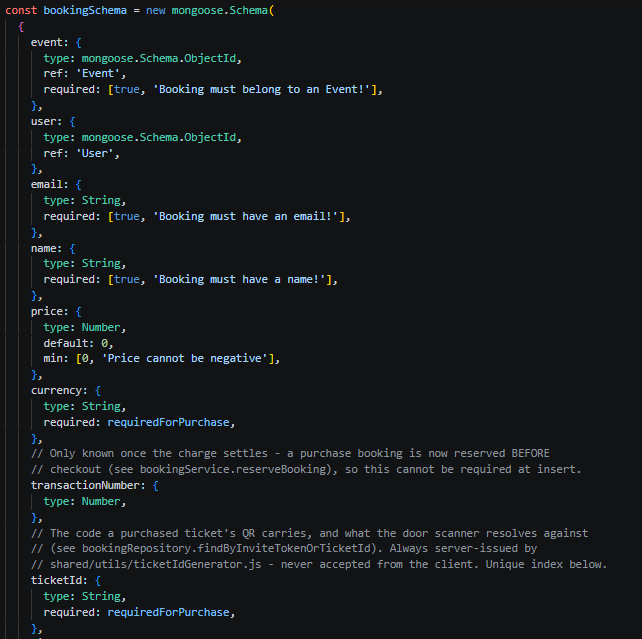 const bookingSchema = new mongoose.Schema(
{
event: {
type: mongoose.Schema.ObjectId,
ref: 'Event',
required: [true, 'Booking must belong to an Event!'],
},
user: {
type: mongoose.Schema.ObjectId,
ref: 'User',
},
email: {
type: String,
required: [true, 'Booking must have an email!'],
},
name: {
type: String,
required: [true, 'Booking must have a name!'],
},
price: {
type: Number,
default: 0,
min: [0, 'Price cannot be negative'],
},
currency: {
type: String,
required: requiredForPurchase,
},
// Only known once the charge settles - a purchase booking is now reserved BEFORE
// checkout (see bookingService.reserveBooking), so this cannot be required at insert.
transactionNumber: {
type: Number,
},
// The code a purchased ticket's QR carries, and what the door scanner resolves against
// (see bookingRepository.findByInviteTokenOrTicketId). Always server-issued by
// shared/utils/ticketIdGenerator.js - never accepted from the client. Unique index below.
ticketId: {
type: String,
required: requiredForPurchase,
},